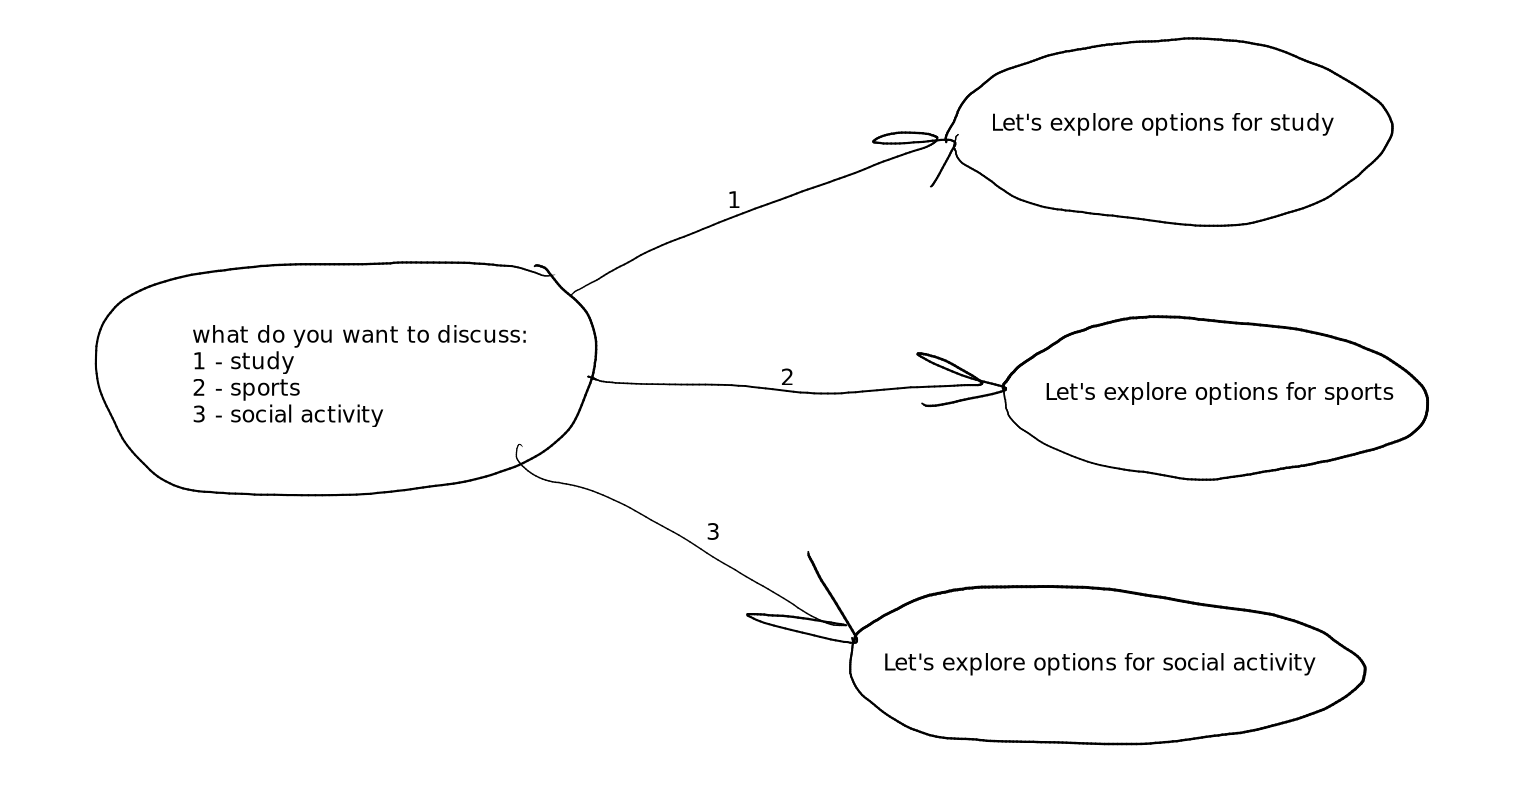 what do you want to discuss:
1 - study
2 - sports
3 - social activity
1
Let's explore options for study
2
Let's explore options for sports
3
Let's explore options for social activity